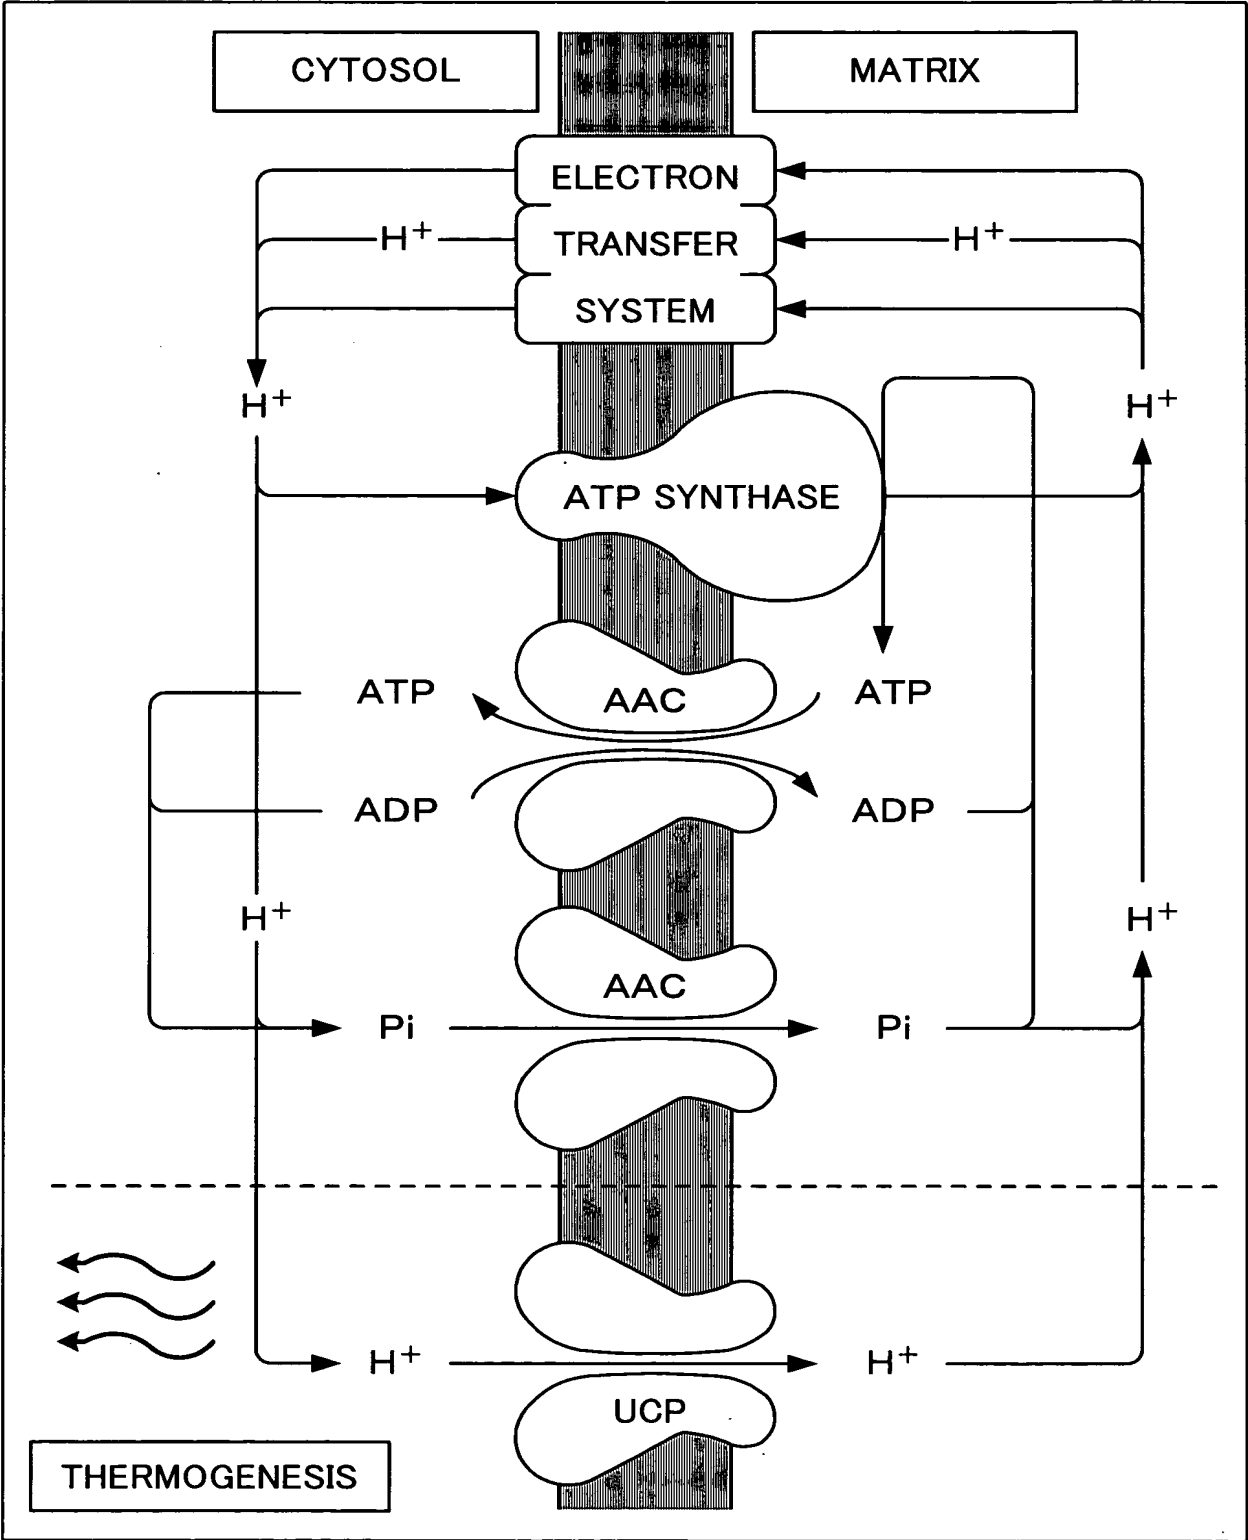 CYTOSOL MATRIX
ELECTRON
H⁺ TRANSFER H⁺
SYSTEM
H⁺ H⁺
ATP SYNTHASE
ATP AAC ATP
ADP ADP
H⁺ H⁺
AAC
Pi Pi
H⁺ H⁺
UCP
THERMOGENESIS